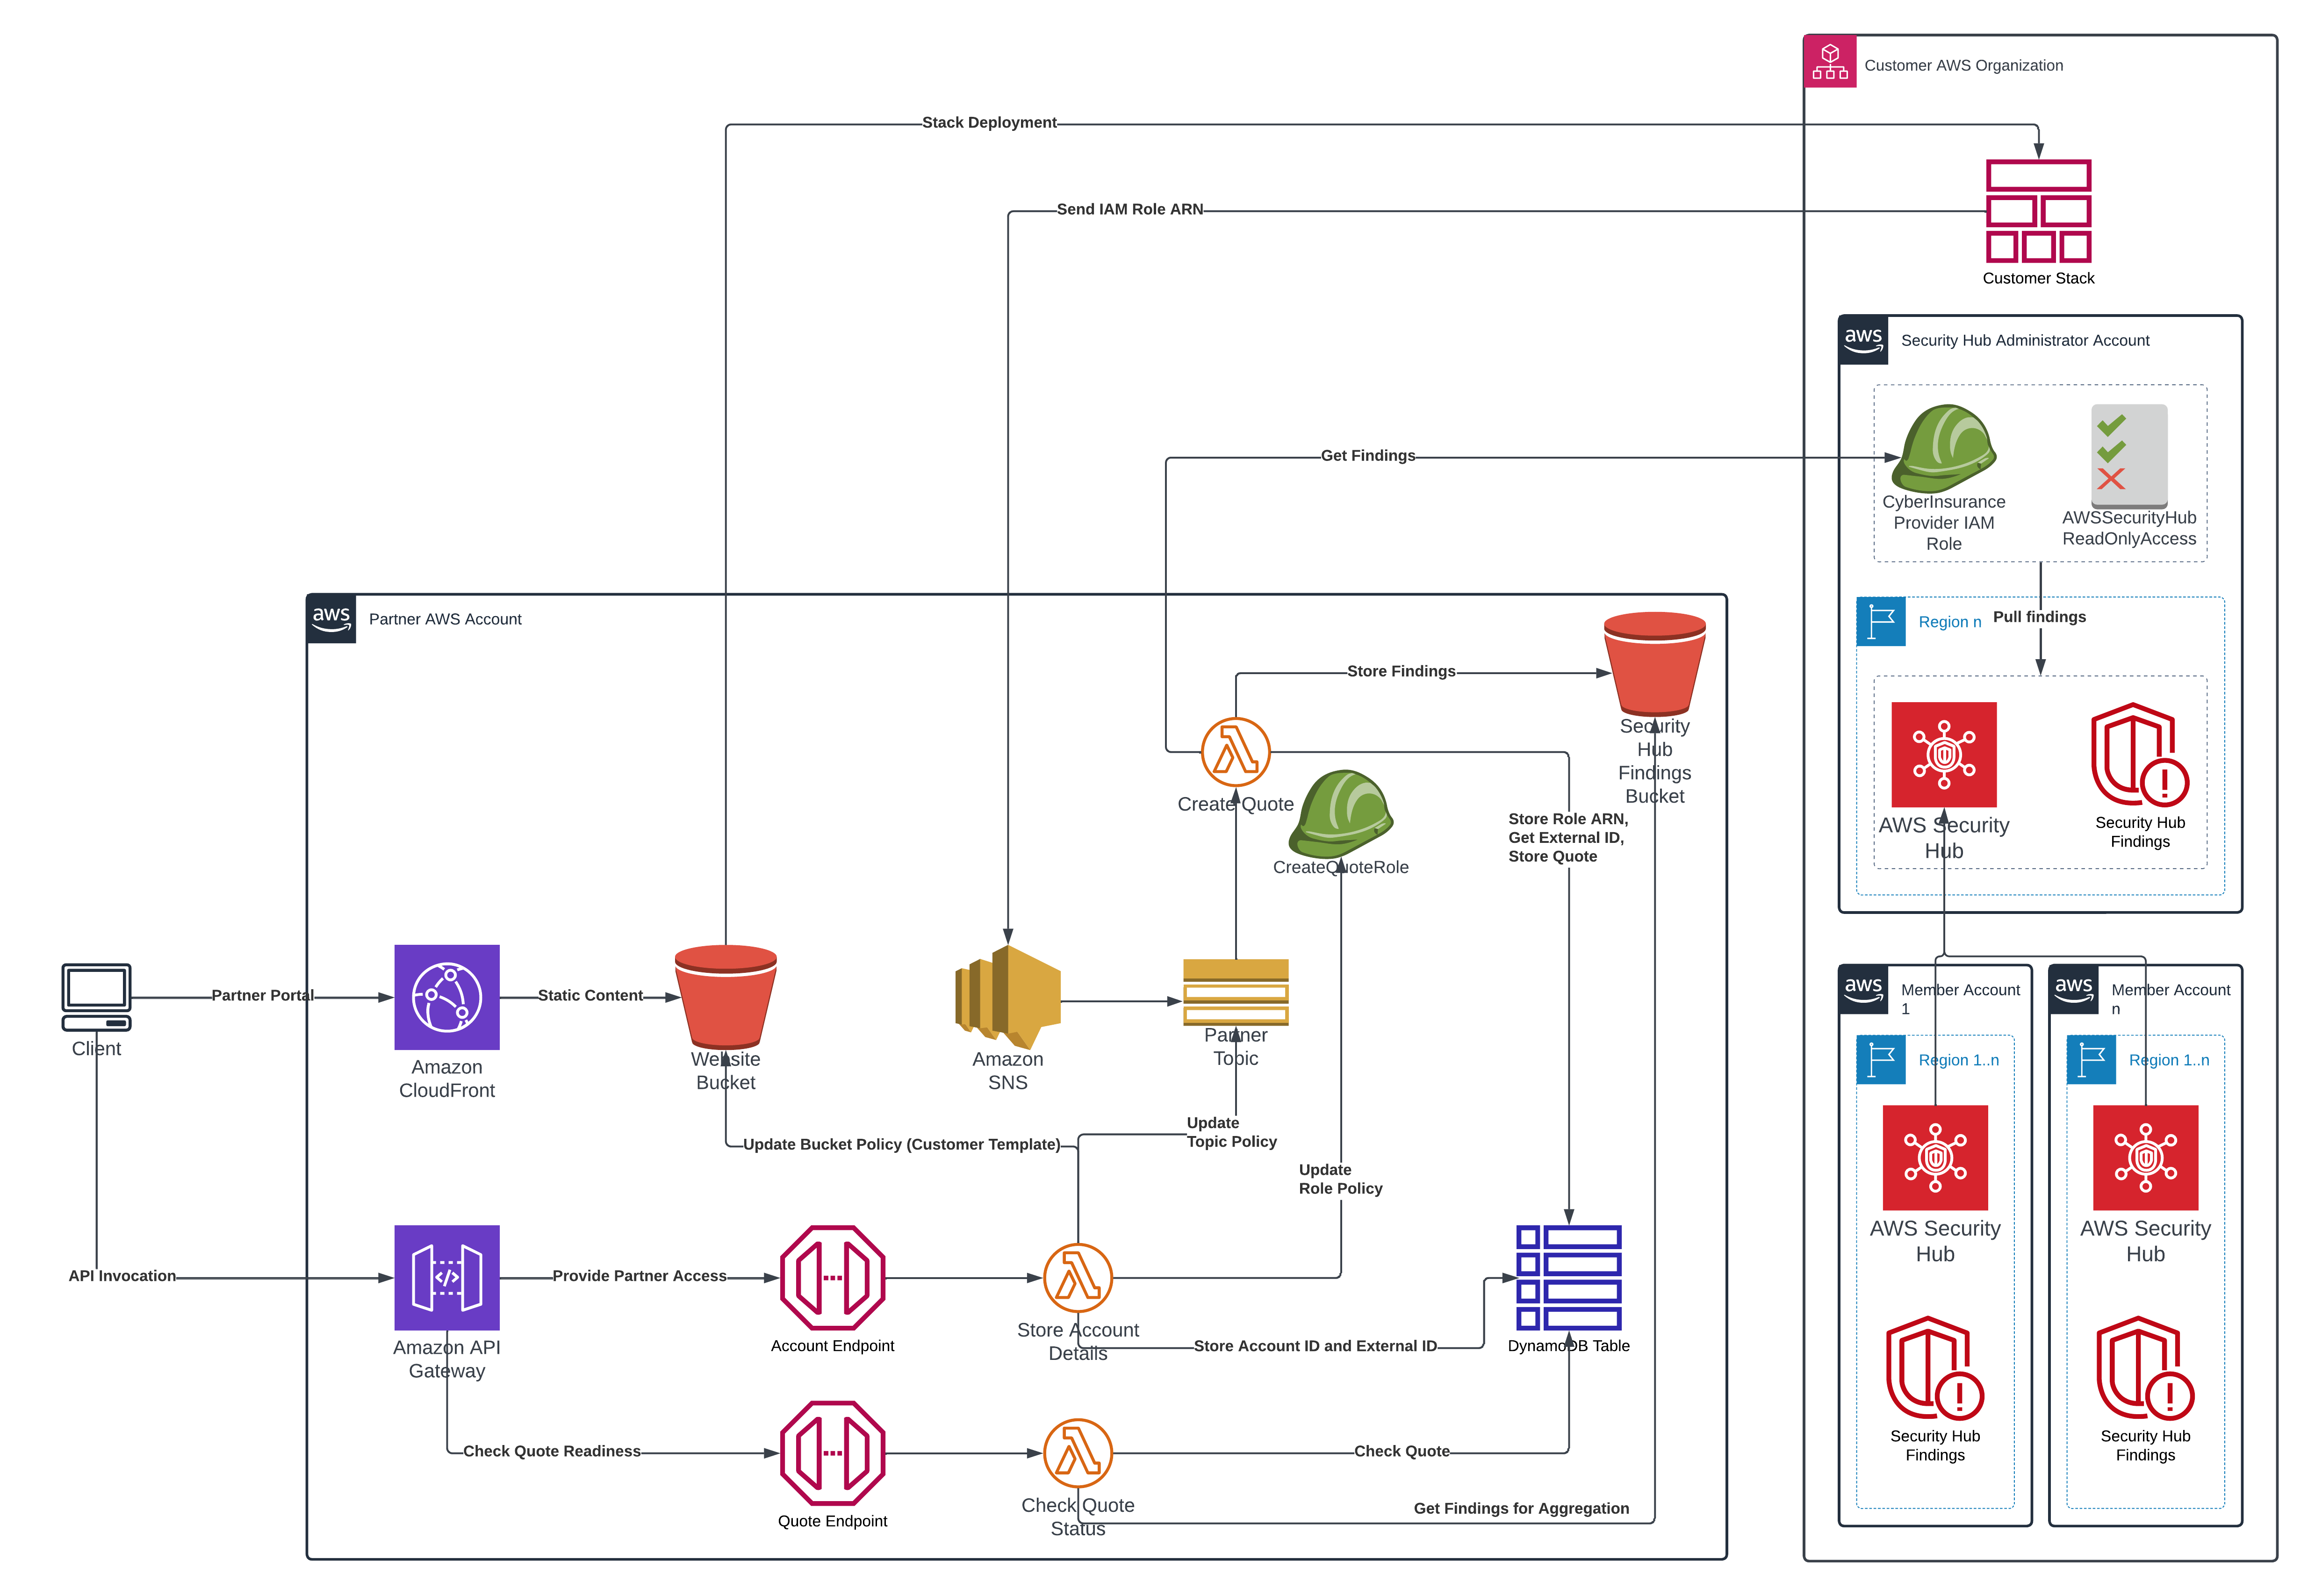 Customer AWS Organization
Stack Deployment
Send IAM Role ARN
Customer Stack
aws
Security Hub Administrator Account
Get Findings
CyberInsurance
Provider IAM
Role
AWSSecurityHub
ReadOnlyAccess
aws
Partner AWS Account
Region n
Pull findings
Store Findings
Security
Hub
Findings
Bucket
Create Quote
CreateQuoteRole
Store Role ARN,
Get External ID,
Store Quote
AWS Security
Hub
Security Hub
Findings
Client
Partner Portal
Amazon
CloudFront
Static Content
Website
Bucket
Amazon
SNS
Partner
Topic
aws
Member Account
1
aws
Member Account
n
Region 1..n
Region 1..n
Update Bucket Policy (Customer Template)
Update
Topic Policy
Update
Role Policy
API Invocation
Amazon API
Gateway
Provide Partner Access
Account Endpoint
Store Account
Details
Store Account ID and External ID
DynamoDB Table
AWS Security
Hub
AWS Security
Hub
Check Quote Readiness
Quote Endpoint
Check Quote
Status
Check Quote
Get Findings for Aggregation
Security Hub
Findings
Security Hub
Findings